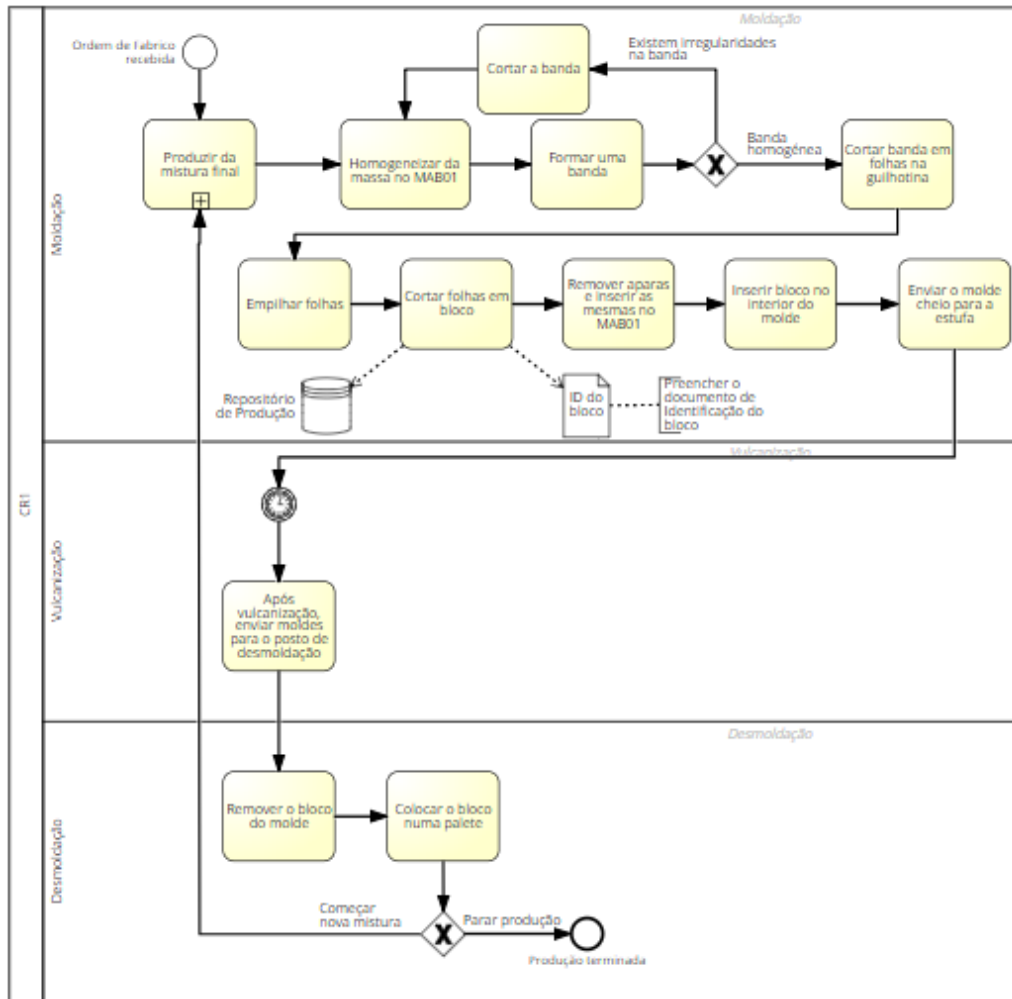 Moldação
Ordem de Fabrico
recebida
Cortar a banda
Existem irregularidades
na banda
Produzir da
mistura final
Homogeneizar da
massa no MAB01
Formar uma
banda
X
Banda
homogénea
Cortar banda em
folhas na
guilhotina
Moldação
Empilhar folhas
Cortar folhas em
bloco
Remover aparas
e inserir as
mesmas no
MAB01
Inserir bloco no
interior do
molde
Enviar o molde
cheio para a
estufa
Repositório
de Produção
ID do
bloco
Preencher o
documento de
Identificação do
bloco
Vulcanização
CR1
Vulcanização
Após
vulcanização,
enviar moldes
para o posto de
desmoldação
Desmoldação
Desmoldação
Remover o bloco
do molde
Colocar o bloco
numa palete
Começar
nova mistura
X
Parar produção
Produção terminada